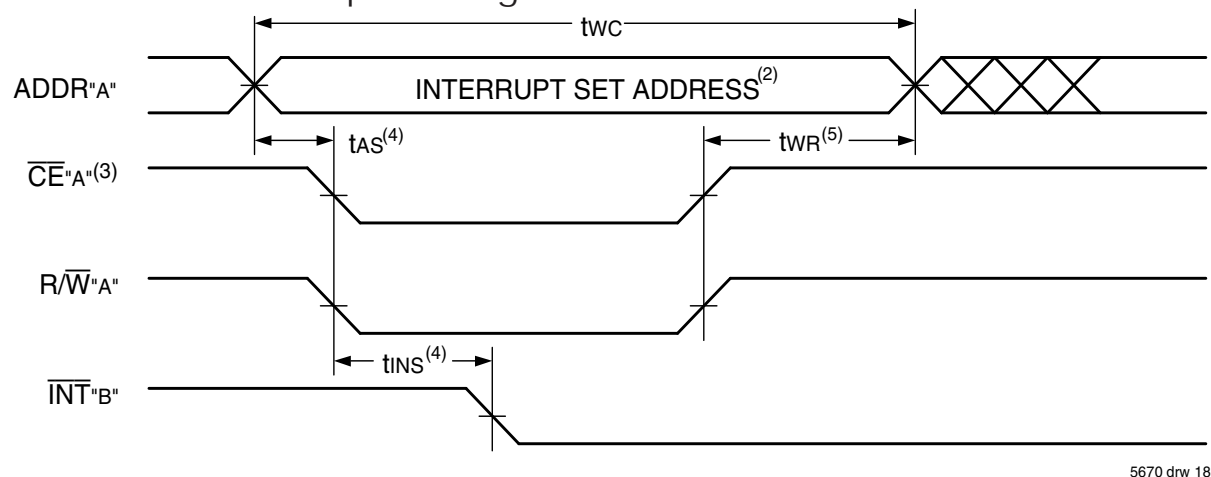 tWC
ADDR"A"
INTERRUPT SET ADDRESS(2)
tAS(4)
tWR(5)
CE"A"(3)
R/W"A"
tINS(4)
INT"B"
5670 drw 18